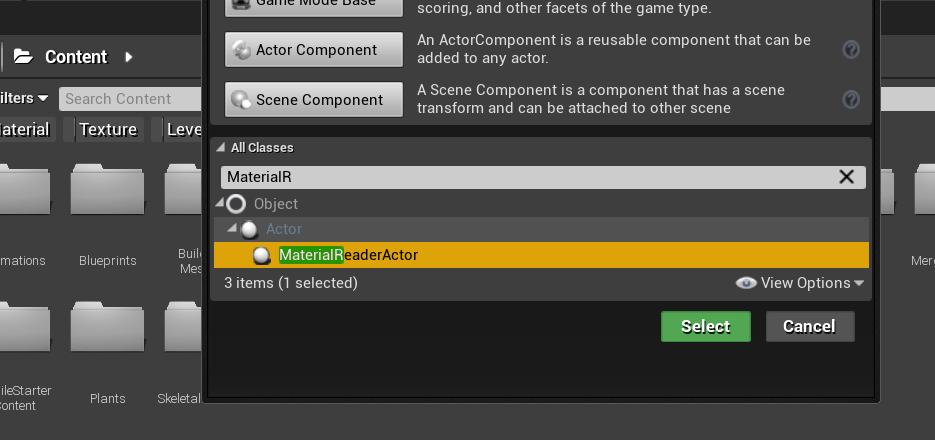 Game Mode Base
scoring, and other facets of the game type.
Content
Actor Component
An ActorComponent is a reusable component that can be
added to any actor.
ilters
Search Content
Scene Component
A Scene Component is a component that has a scene
transform and can be attached to other scene
aterial
Texture
Leve
All Classes
MaterialR
Object
Actor
MaterialReaderActor
3 items (1 selected)
View Options
mations
Blueprints
Buil
Mes
Merg
Select
Cancel
ileStarter
Content
Plants
Skeletal